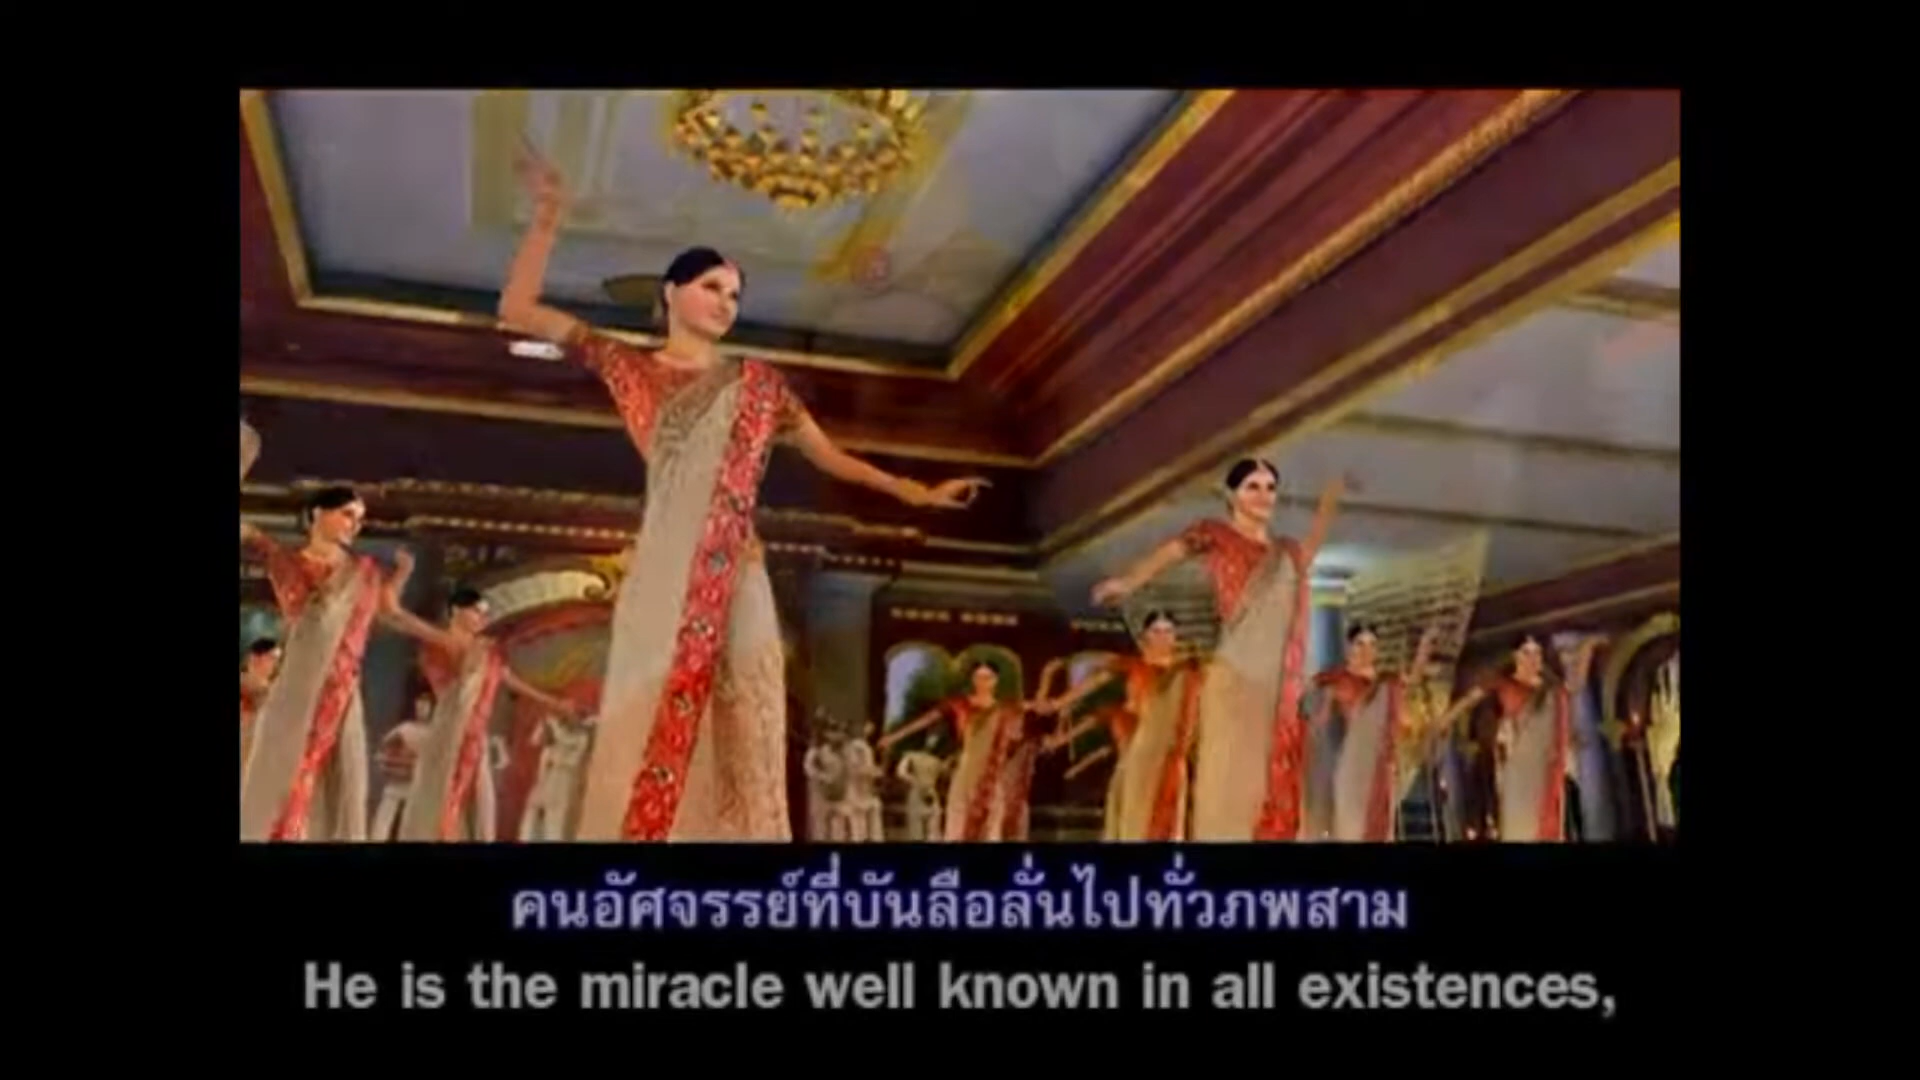 คนอัศจรรย์ที่บันลือลั่นไปทั่วภพสาม
He is the miracle well known in all existences,